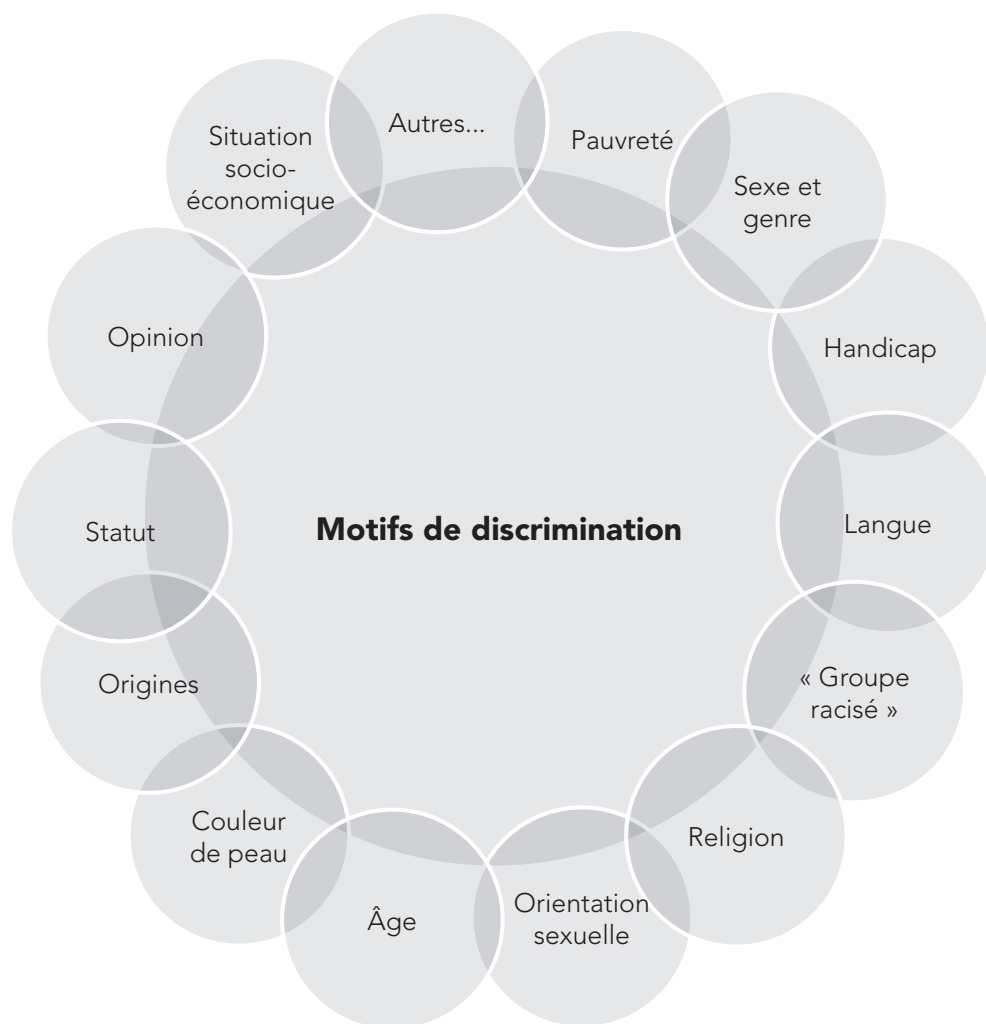 Autres...
Pauvreté
Sexe et
genre
Handicap
Langue
« Groupe
racisé »
Religion
Orientation
sexuelle
Âge
Couleur
de peau
Origines
Statut
Opinion
Situation
socio-
économique
Motifs de discrimination